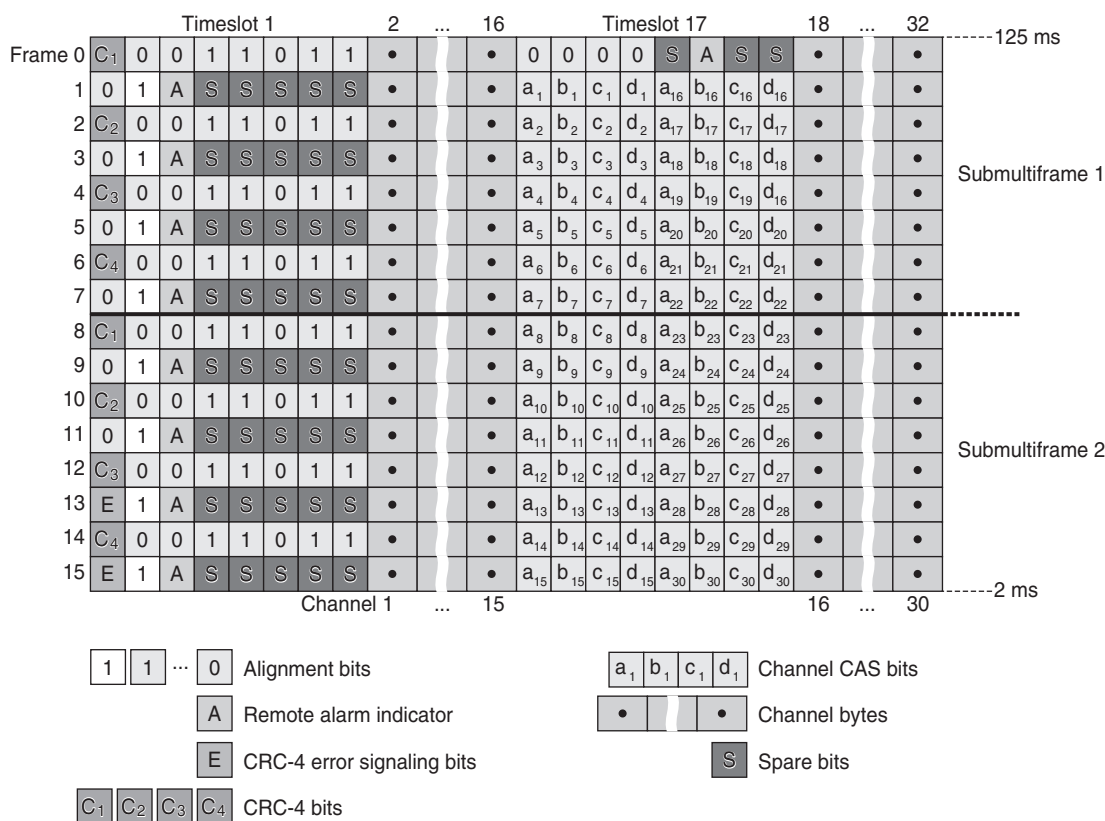 Timeslot 1 2 ... 16 Timeslot 17 18 ... 32
Frame 0 C1 0 0 1 1 0 1 1 • • 0 0 0 0 S A S S • • 125 ms
1 0 1 A S S S S S • • a1 b1 c1 d1 a16 b16 c16 d16 • •
2 C2 0 0 1 1 0 1 1 • • a2 b2 c2 d2 a17 b17 c17 d17 • •
3 0 1 A S S S S S • • a3 b3 c3 d3 a18 b18 c18 d18 • •
4 C3 0 0 1 1 0 1 1 • • a4 b4 c4 d4 a19 b19 c19 d16 • •
Submultiframe 1
5 0 1 A S S S S S • • a5 b5 c5 d5 a20 b20 c20 d20 • •
6 C4 0 0 1 1 0 1 1 • • a6 b6 c6 d6 a21 b21 c21 d21 • •
7 0 1 A S S S S S • • a7 b7 c7 d7 a22 b22 c22 d22 • •
8 C1 0 0 1 1 0 1 1 • • a8 b8 c8 d8 a23 b23 c23 d23 • •
9 0 1 A S S S S S • • a9 b9 c9 d9 a24 b24 c24 d24 • •
10 C2 0 0 1 1 0 1 1 • • a10 b10 c10 d10 a25 b25 c25 d25 • •
11 0 1 A S S S S S • • a11 b11 c11 d11 a26 b26 c26 d26 • •
Submultiframe 2
12 C3 0 0 1 1 0 1 1 • • a12 b12 c12 d12 a27 b27 c27 d27 • •
13 E 1 A S S S S S • • a13 b13 c13 d13 a28 b28 c28 d28 • •
14 C4 0 0 1 1 0 1 1 • • a14 b14 c14 d14 a29 b29 c29 d29 • •
15 E 1 A S S S S S • • a15 b15 c15 d15 a30 b30 c30 d30 • •
2 ms
Channel 1 ... 15 16 ... 30
1 1 ... 0 Alignment bits
A Remote alarm indicator
E CRC-4 error signaling bits
C1 C2 C3 C4 CRC-4 bits
a1 b1 c1 d1 Channel CAS bits
• • Channel bytes
S Spare bits